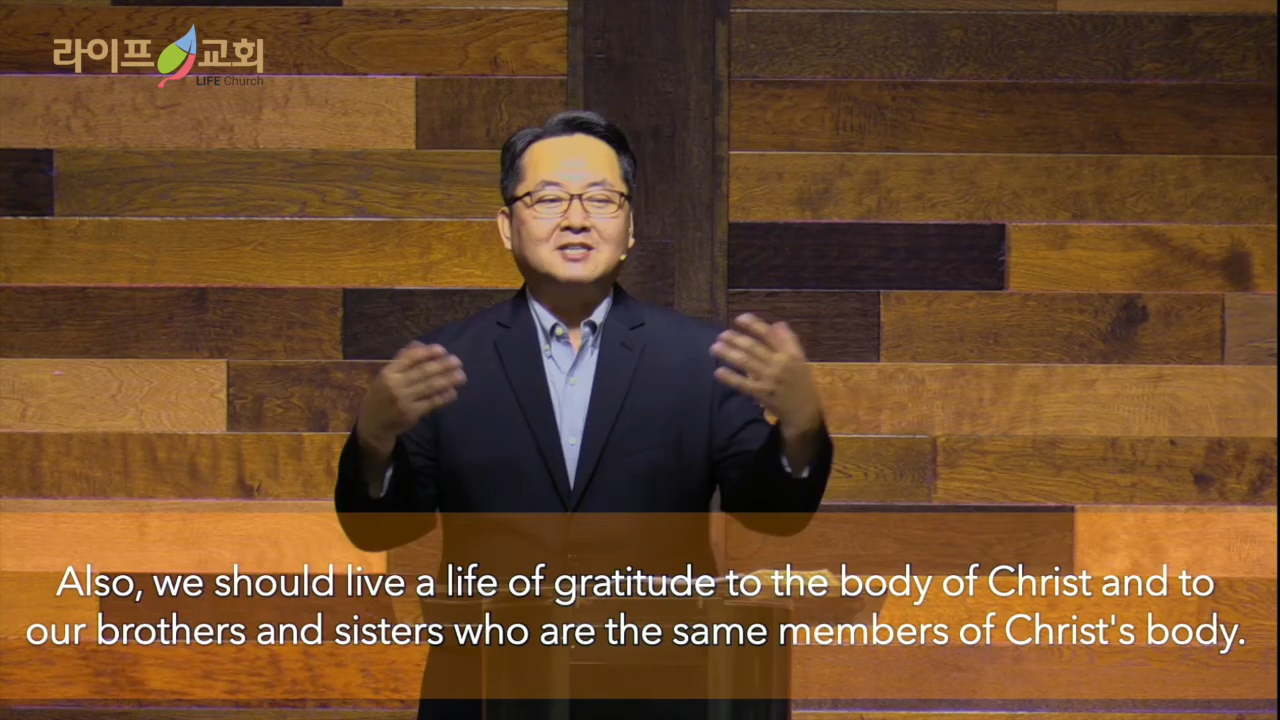 라이프 교회
LIFE Church
Also, we should live a life of gratitude to the body of Christ and to
our brothers and sisters who are the same members of Christ's body.